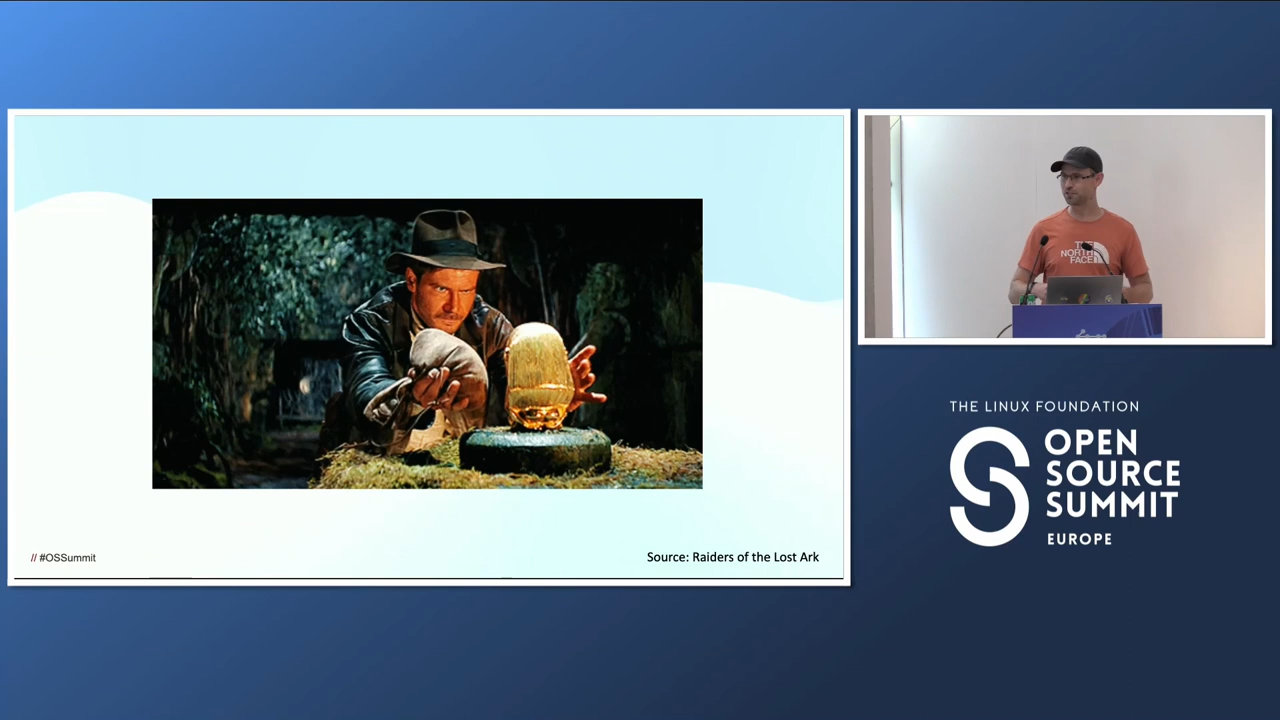 // #OSSummit
Source: Raiders of the Lost Ark
THE
NORTH
FACE
THE LINUX FOUNDATION
OPEN
SOURCE
SUMMIT
EUROPE